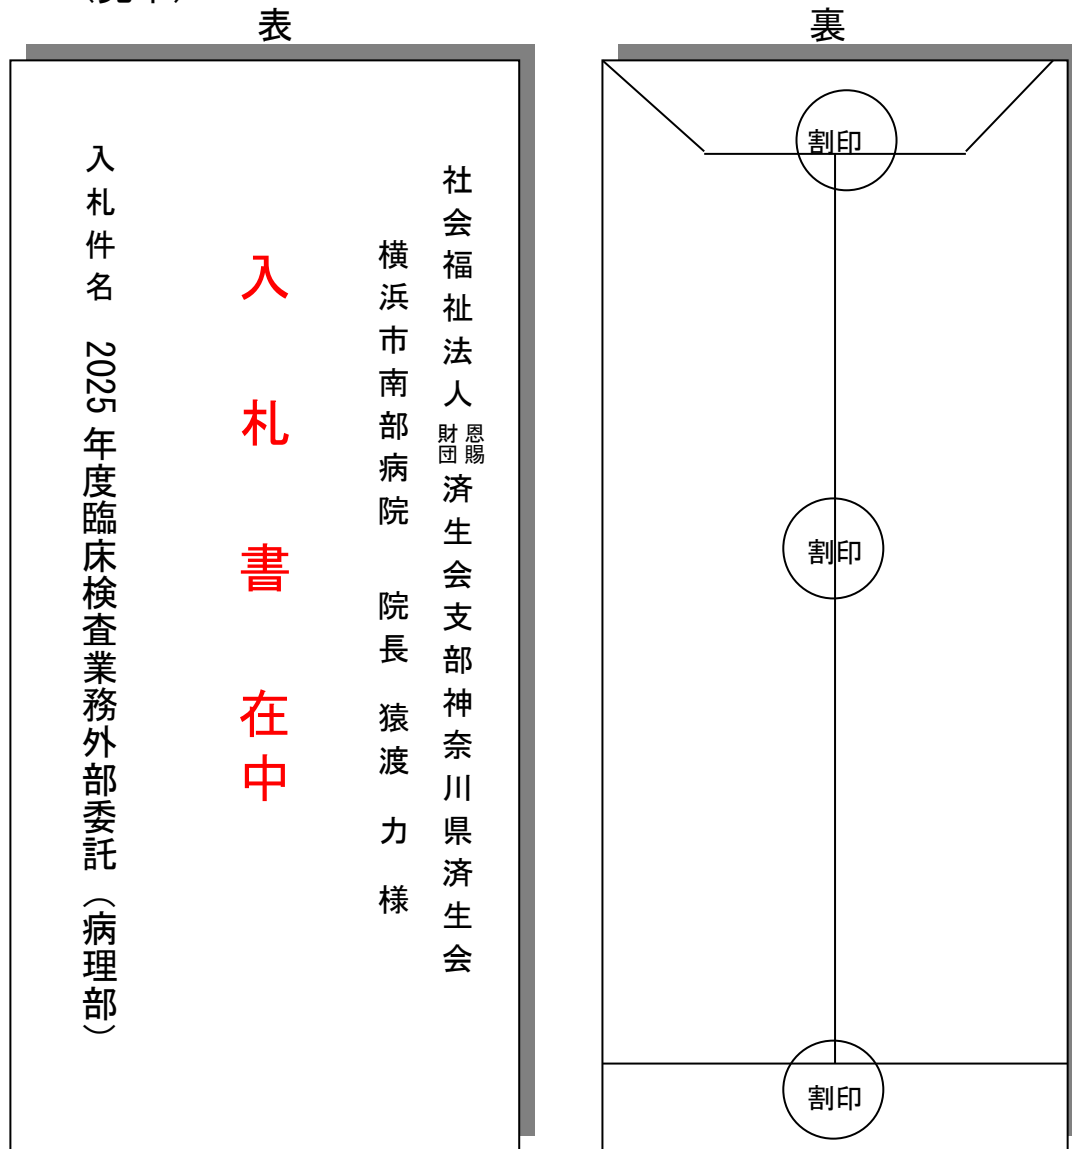 表
社会福祉法人 恩賜財団 済生会支部神奈川県済生会
横浜市南部病院 院長 猿渡 力 様
入札書在中
入札件名 2025年度臨床検査業務外部委託（病理部）
裏
割印
割印
割印